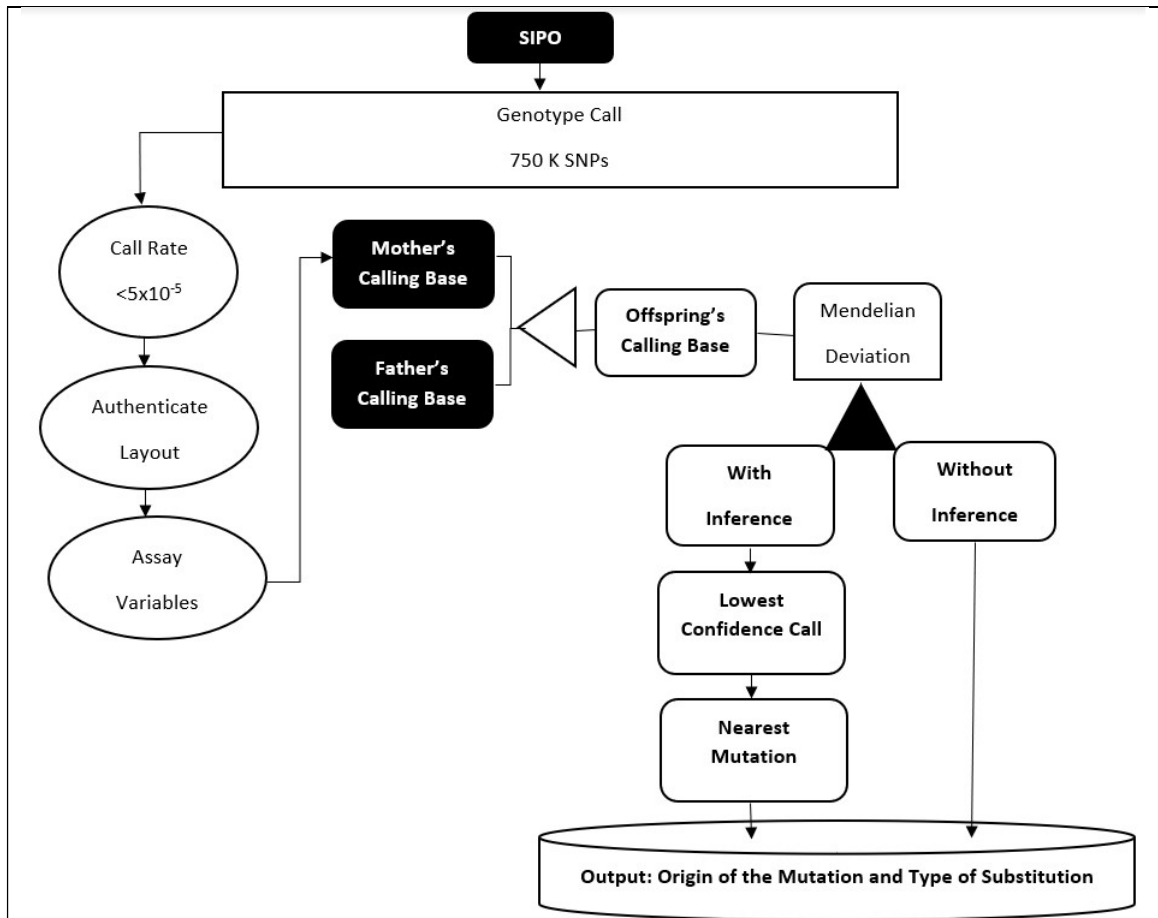 SIPO
Genotype Call
750 K SNPs
Call Rate
<5x10⁻⁵
Authenticate
Layout
Assay
Variables
Mother’s
Calling Base
Father’s
Calling Base
Offspring’s
Calling Base
Mendelian
Deviation
With
Inference
Without
Inference
Lowest
Confidence Call
Nearest
Mutation
Output: Origin of the Mutation and Type of Substitution